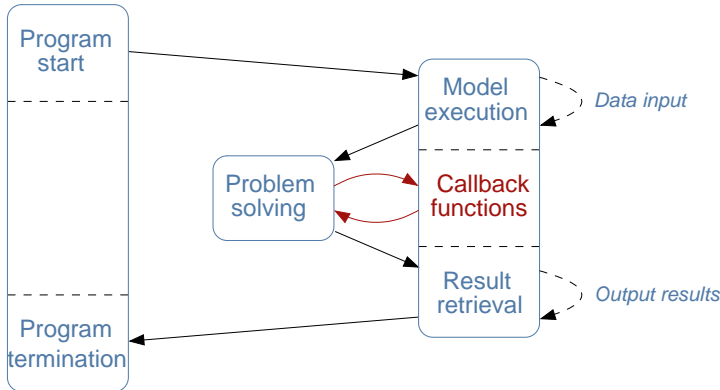 Program
start
Model
execution
Data input
Problem
solving
Callback
functions
Result
retrieval
Output results
Program
termination